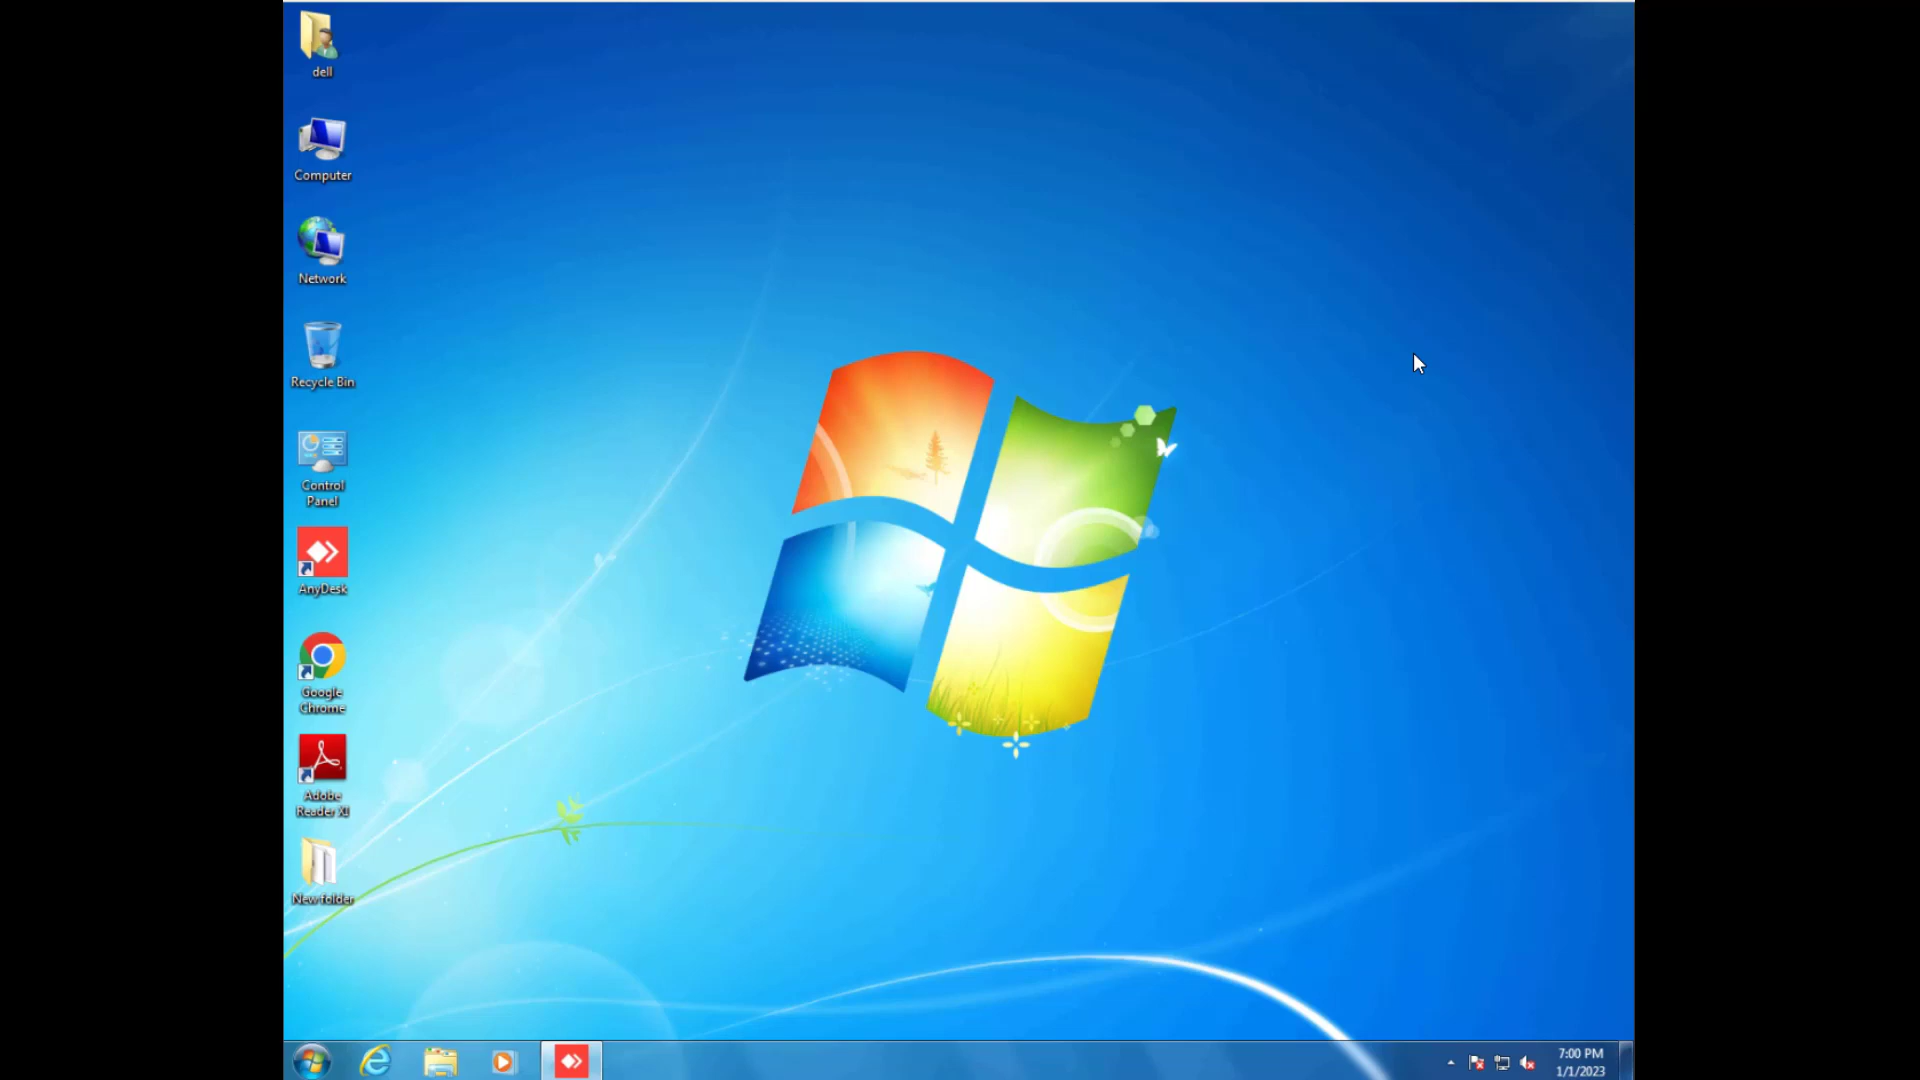 dell
Computer
Network
Recycle Bin
Control
Panel
AnyDesk
Google
Chrome
Adobe
Reader XI
New folder
7:00 PM
1/1/2023